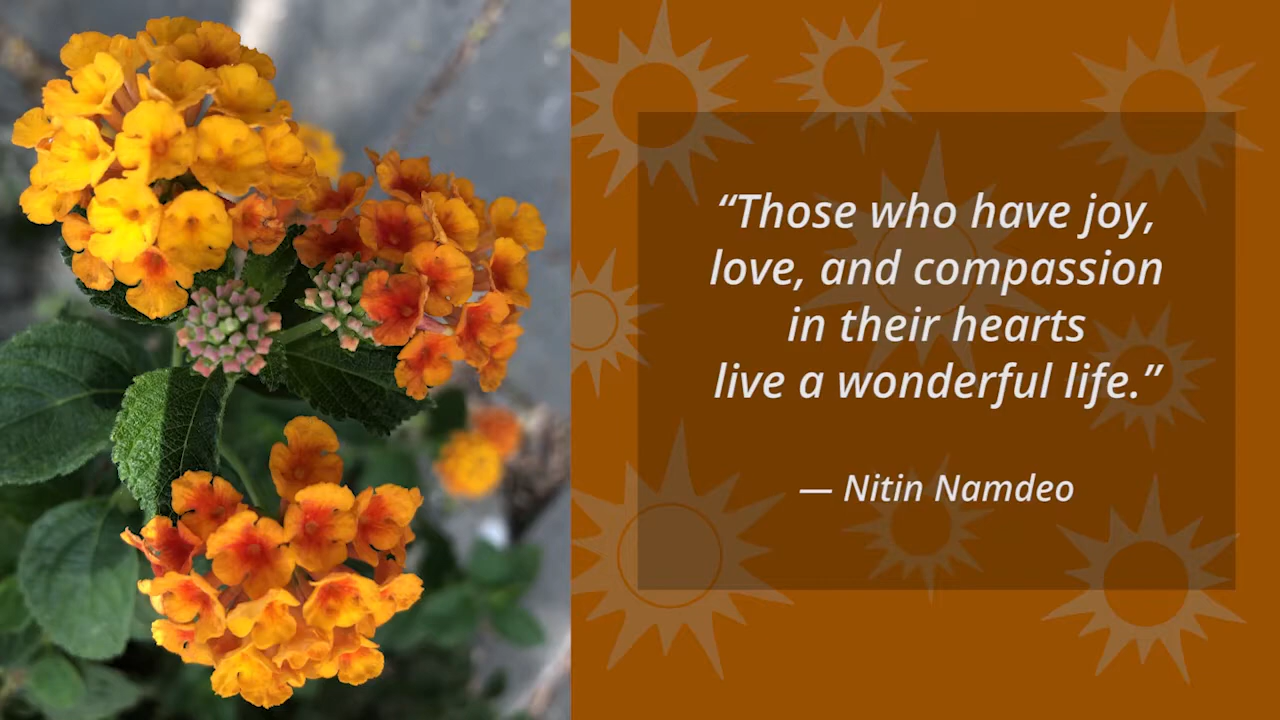 “Those who have joy,
love, and compassion
in their hearts
live a wonderful life.”
— Nitin Namdeo